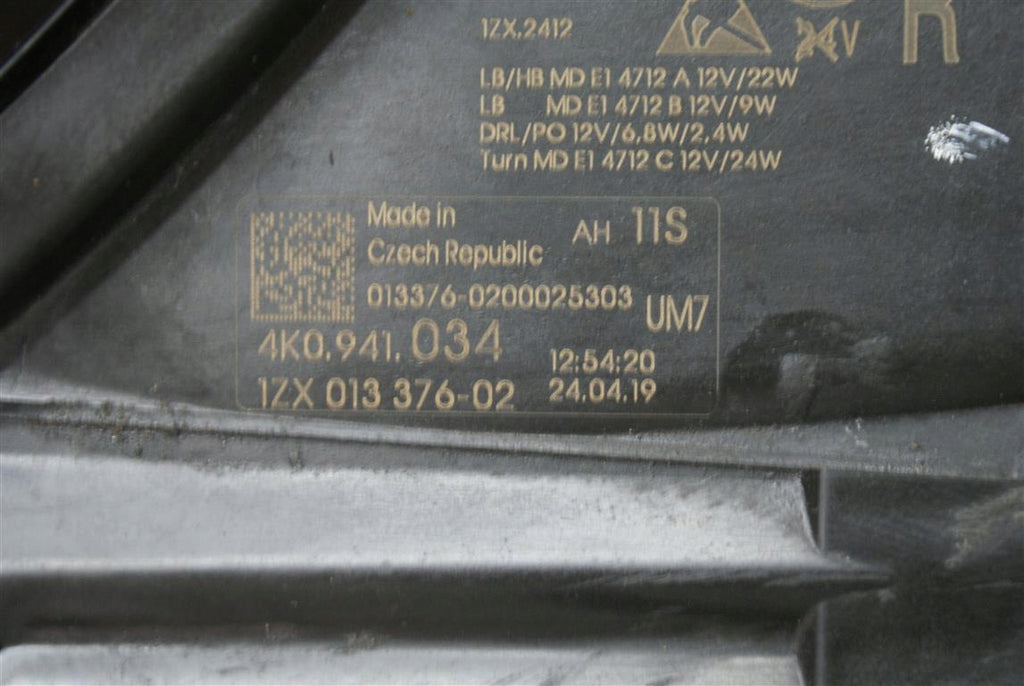 1ZX.2412
24V
R
LB/HB MD E1 4712 A 12V/22W
LB MD E1 4712 B 12V/9W
DRL/PO 12V/6,8W/2,4W
Turn MD E1 4712 C 12V/24W
Made in
Czech Republic
AH 11S
013376-0200025303
UM7
4K0.941.034
12:54:20
1ZX 013 376-02
24.04.19